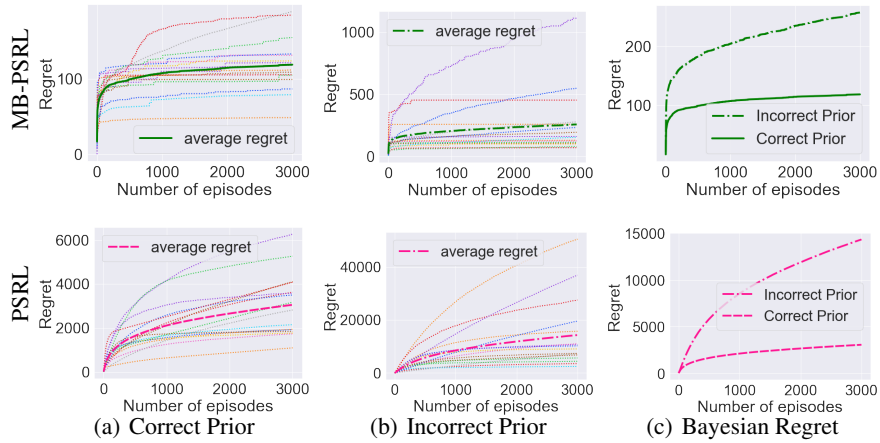 MB-PSRL
Regret
100
0
average regret
0
1000
2000
3000
Number of episodes
Regret
1000
500
0
average regret
0
1000
2000
3000
Number of episodes
Regret
200
100
Incorrect Prior
Correct Prior
0
1000
2000
3000
Number of episodes
PSRL
Regret
6000
4000
2000
0
average regret
0
1000
2000
3000
Number of episodes
(a) Correct Prior
Regret
40000
20000
0
average regret
0
1000
2000
3000
Number of episodes
(b) Incorrect Prior
Regret
15000
10000
5000
0
Incorrect Prior
Correct Prior
0
1000
2000
3000
Number of episodes
(c) Bayesian Regret